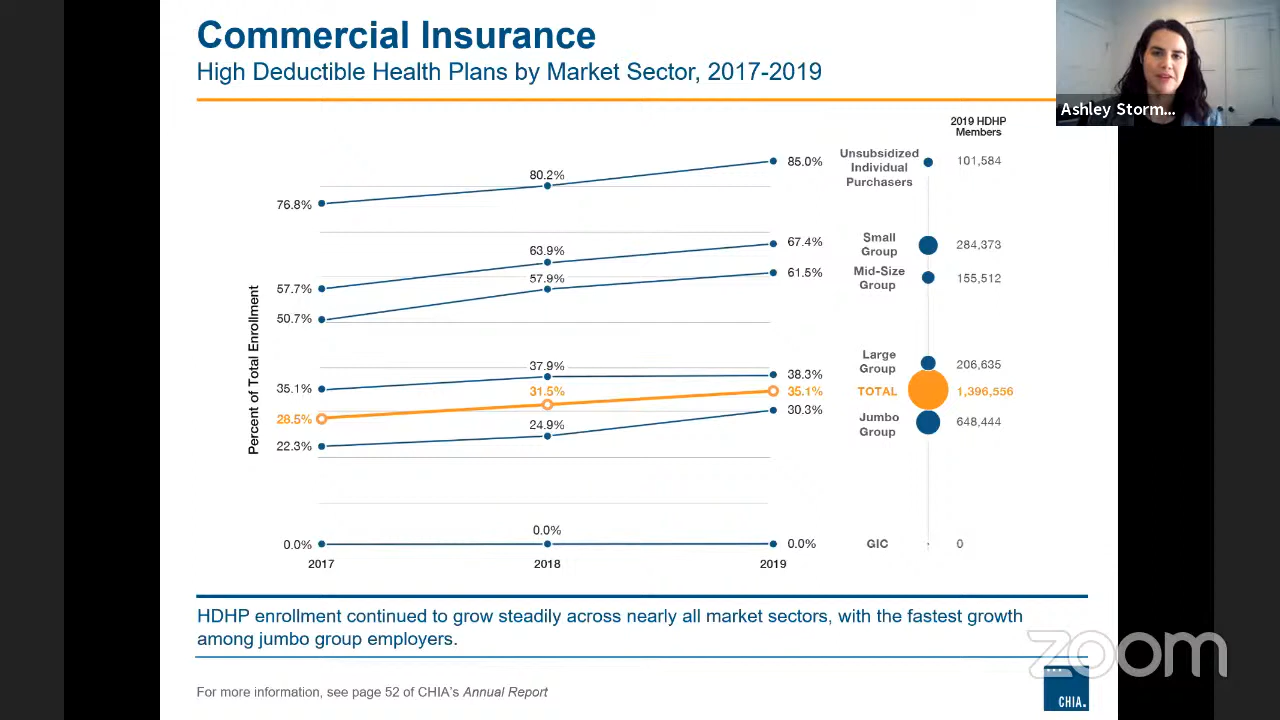 Commercial Insurance
High Deductible Health Plans by Market Sector, 2017-2019
Ashley Storm...
2019 HDHP
Members
Percent of Total Enrollment
76.8%
80.2%
85.0%
Unsubsidized
Individual
Purchasers
101,584
57.7%
63.9%
67.4%
Small
Group
284,373
50.7%
57.9%
61.5%
Mid-Size
Group
155,512
35.1%
37.9%
38.3%
Large
Group
206,635
28.5%
31.5%
35.1%
TOTAL
1,396,556
22.3%
24.9%
30.3%
Jumbo
Group
648,444
0.0%
0.0%
0.0%
GIC
0
2017
2018
2019
HDHP enrollment continued to grow steadily across nearly all market sectors, with the fastest growth
among jumbo group employers.
zoom
For more information, see page 52 of CHIA's Annual Report
CHIA.